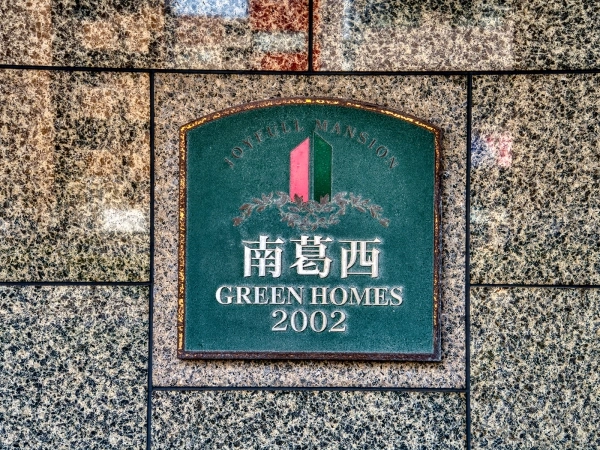 JOYFULL MANSION
南葛西
GREEN HOMES
2002